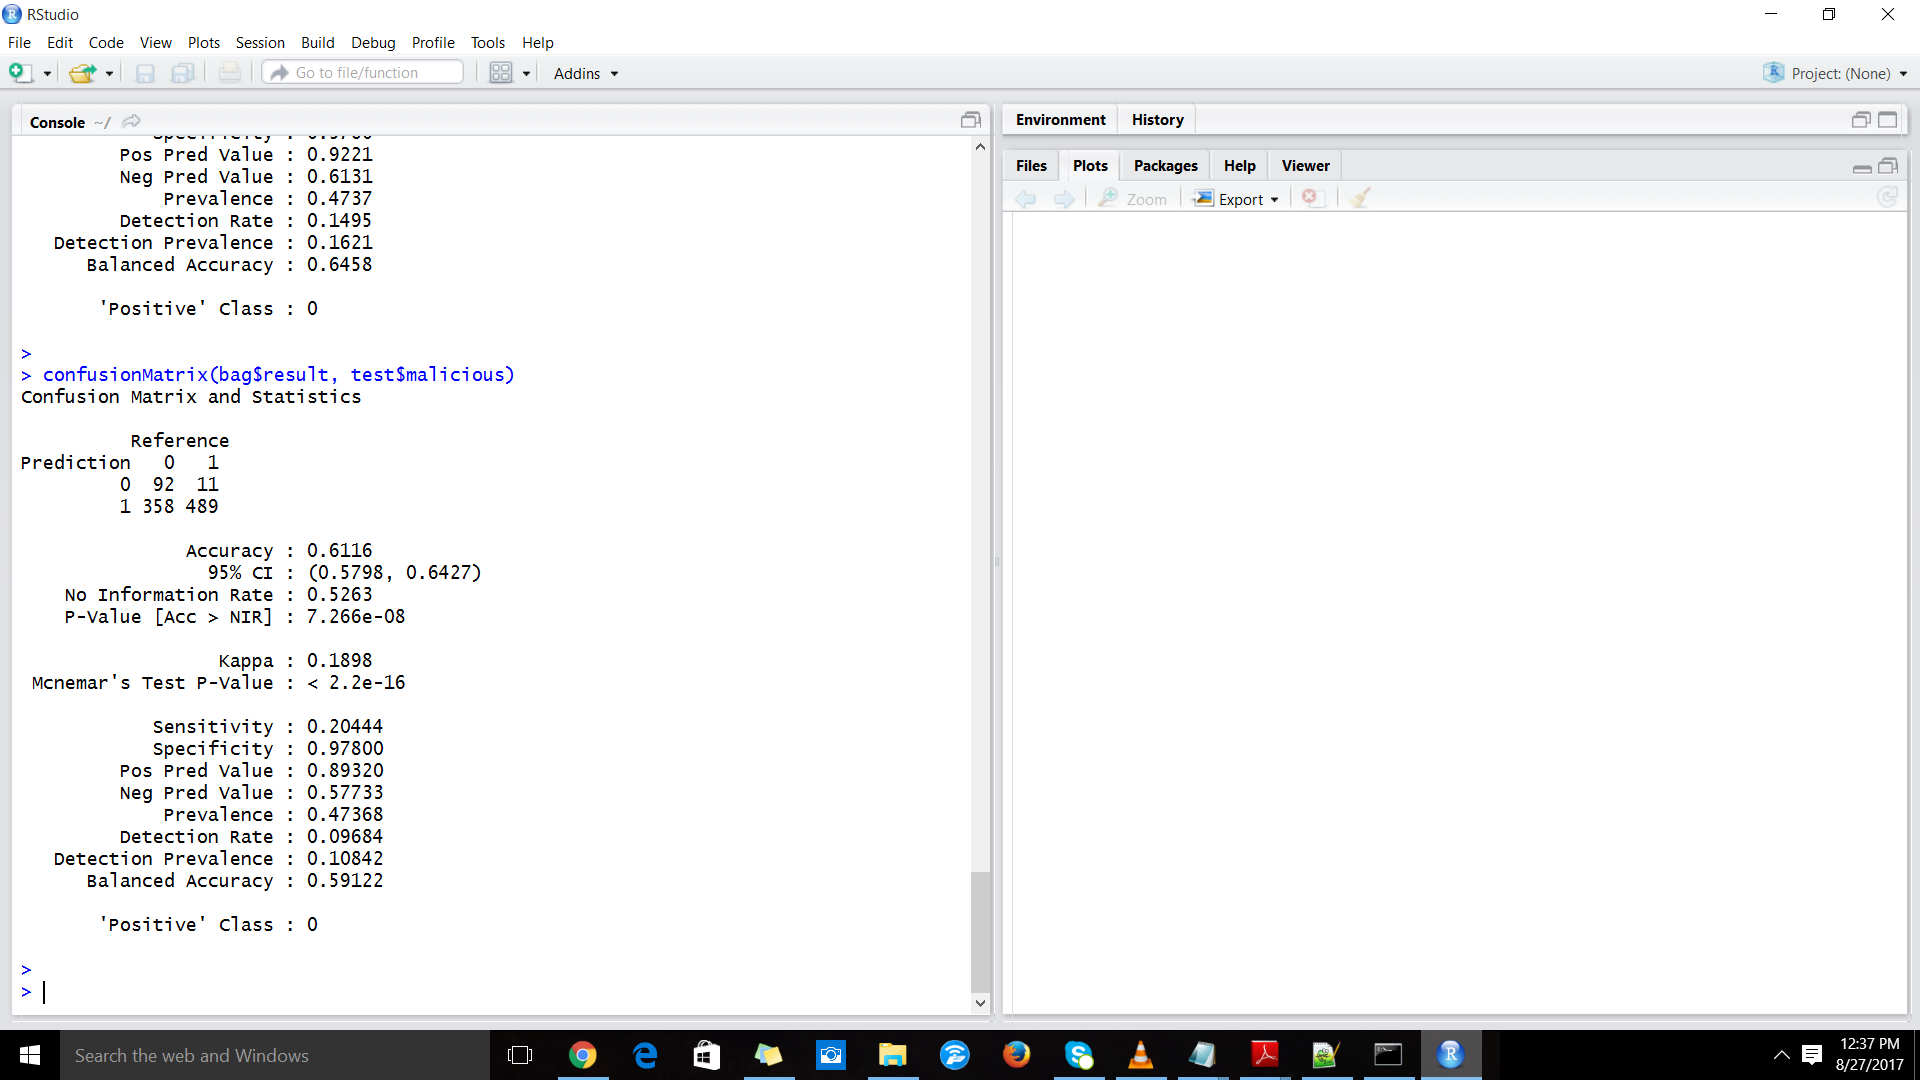 RStudio
File Edit Code View Plots Session Build Debug Profile Tools Help
Go to file/function
Addins
Project: (None)
Console ~/
Environment History
Files Plots Packages Help Viewer
Zoom Export
Pos Pred Value : 0.9221
Neg Pred Value : 0.6131
Prevalence : 0.4737
Detection Rate : 0.1495
Detection Prevalence : 0.1621
Balanced Accuracy : 0.6458
'Positive' Class : 0
>
> confusionMatrix(bag$result, test$malicious)
Confusion Matrix and Statistics
Reference
Prediction 0 1
0 92 11
1 358 489
Accuracy : 0.6116
95% CI : (0.5798, 0.6427)
No Information Rate : 0.5263
P-Value [Acc > NIR] : 7.266e-08
Kappa : 0.1898
Mcnemar's Test P-Value : < 2.2e-16
Sensitivity : 0.20444
Specificity : 0.97800
Pos Pred Value : 0.89320
Neg Pred Value : 0.57733
Prevalence : 0.47368
Detection Rate : 0.09684
Detection Prevalence : 0.10842
Balanced Accuracy : 0.59122
'Positive' Class : 0
>
>
Search the web and Windows
12:37 PM
8/27/2017